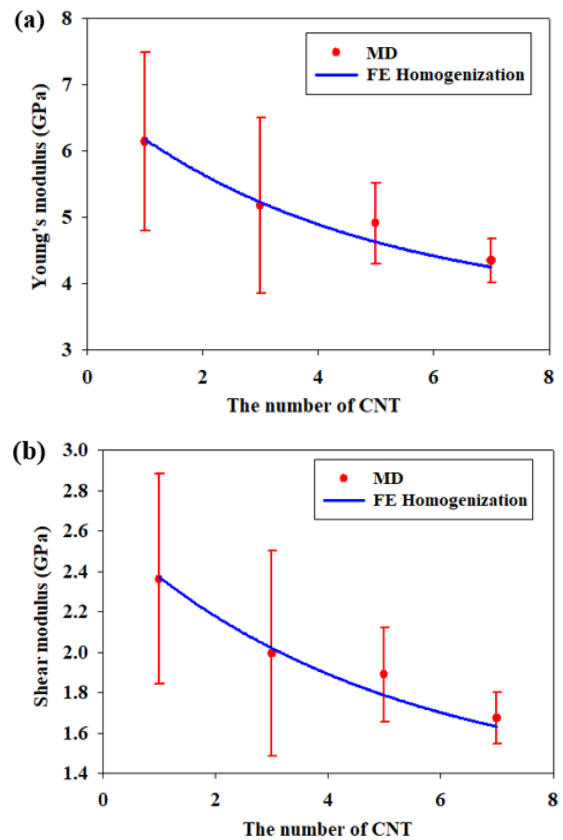 (a)
8
7
6
5
4
3
Young's modulus (GPa)
MD
FE Homogenization
0 2 4 6 8
The number of CNT
(b)
3.0
2.8
2.6
2.4
2.2
2.0
1.8
1.6
1.4
Shear modulus (GPa)
MD
FE Homogenization
0 2 4 6 8
The number of CNT